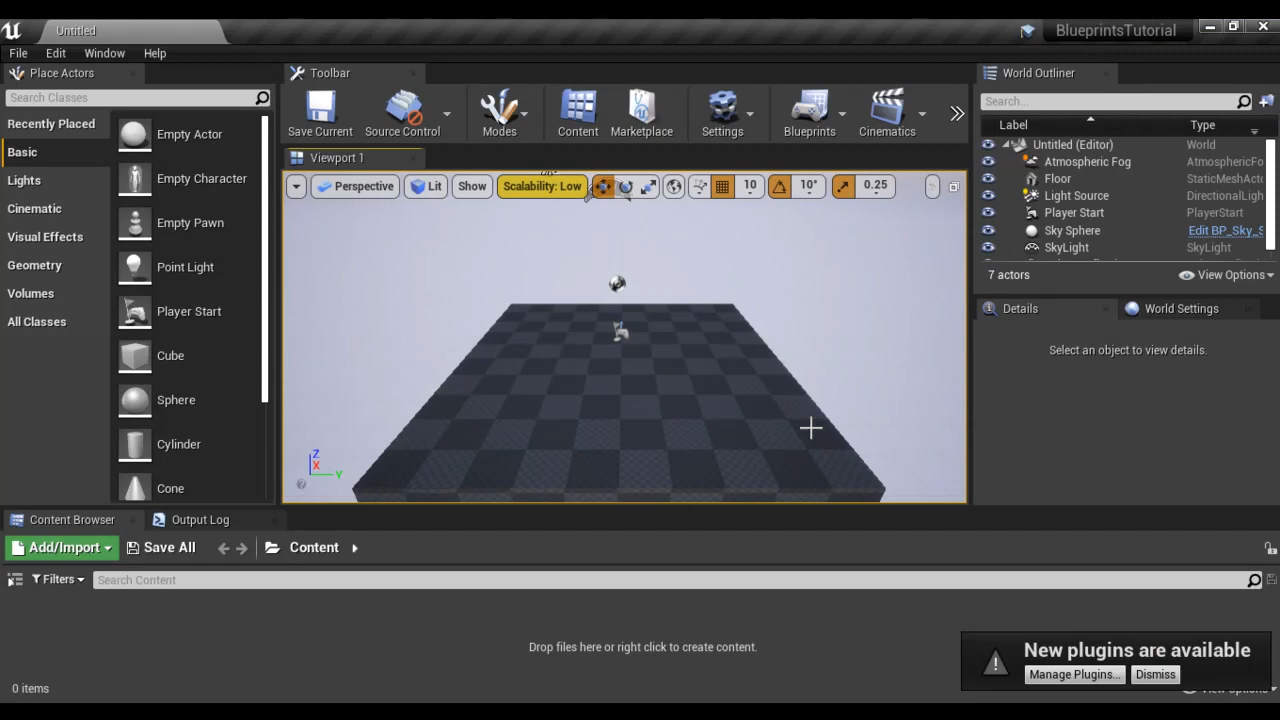 Untitled
BlueprintsTutorial
File Edit Window Help
Place Actors
Toolbar
World Outliner
Search Classes
Search...
Save Current
Source Control
Modes
Content
Marketplace
Settings
Blueprints
Cinematics
Recently Placed
Basic
Lights
Cinematic
Visual Effects
Geometry
Volumes
All Classes
Empty Actor
Empty Character
Empty Pawn
Point Light
Player Start
Cube
Sphere
Cylinder
Cone
Viewport 1
Perspective
Lit
Show
Scalability: Low
10
10°
0.25
Z
X
Y
Label Type
Untitled (Editor) World
Atmospheric Fog AtmosphericFo
Floor StaticMeshActo
Light Source DirectionalLigh
Player Start PlayerStart
Sky Sphere Edit BP_Sky_S
SkyLight SkyLight
7 actors
View Options
Details
World Settings
Select an object to view details.
Content Browser
Output Log
Add/Import
Save All
Content
Filters
Search Content
Drop files here or right click to create content.
0 items
New plugins are available
Manage Plugins...
Dismiss